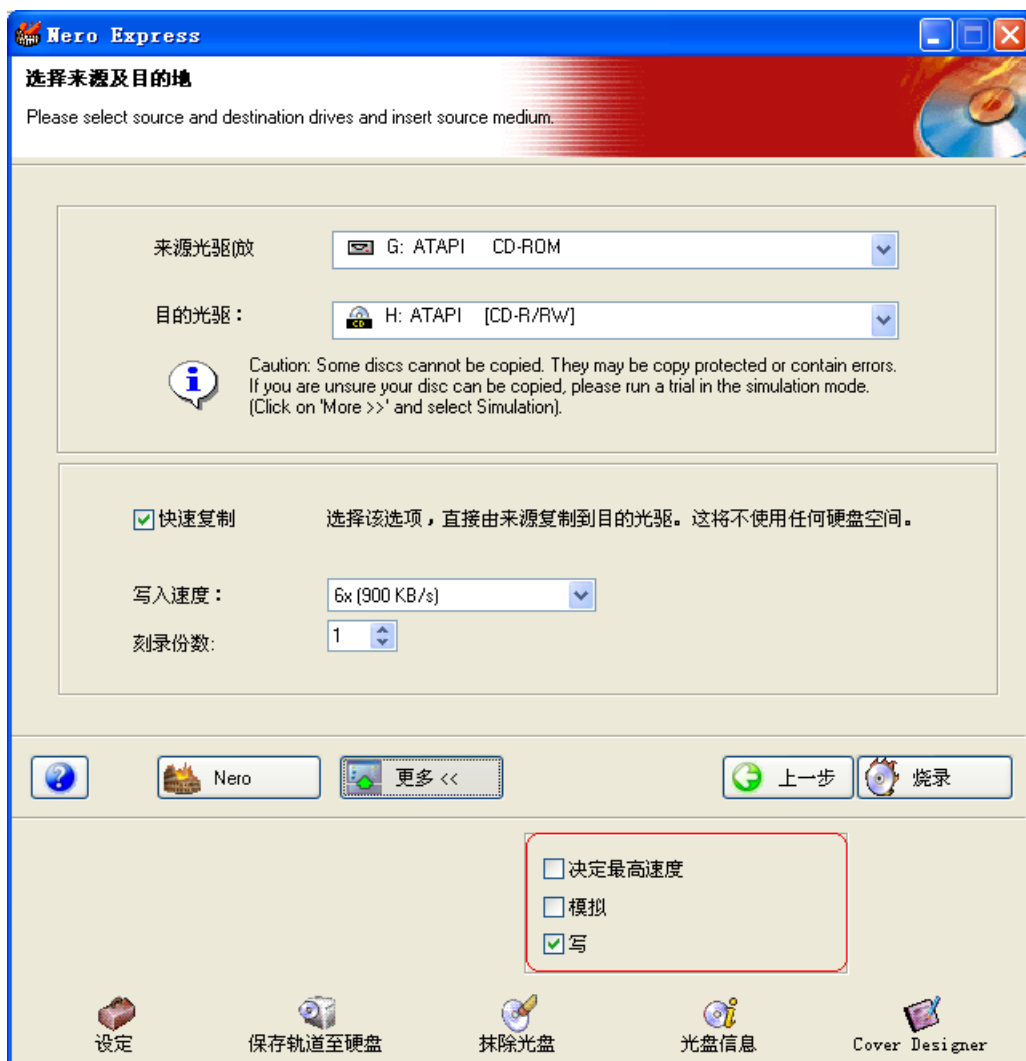 Nero Express
选择来源及目的地
Please select source and destination drives and insert source medium.
来源光驱(放
G: ATAPI CD-ROM
目的光驱：
H: ATAPI [CD-R/RW]
Caution: Some discs cannot be copied. They may be copy protected or contain errors.
If you are unsure your disc can be copied, please run a trial in the simulation mode.
(Click on 'More >>' and select Simulation).
快速复制
选择该选项，直接由来源复制到目的光驱。这将不使用任何硬盘空间。
写入速度：
6x (900 KB/s)
刻录份数:
1
Nero
更多 <<
上一步
烧录
决定最高速度
模拟
写
设定
保存轨道至硬盘
抹除光盘
光盘信息
Cover Designer